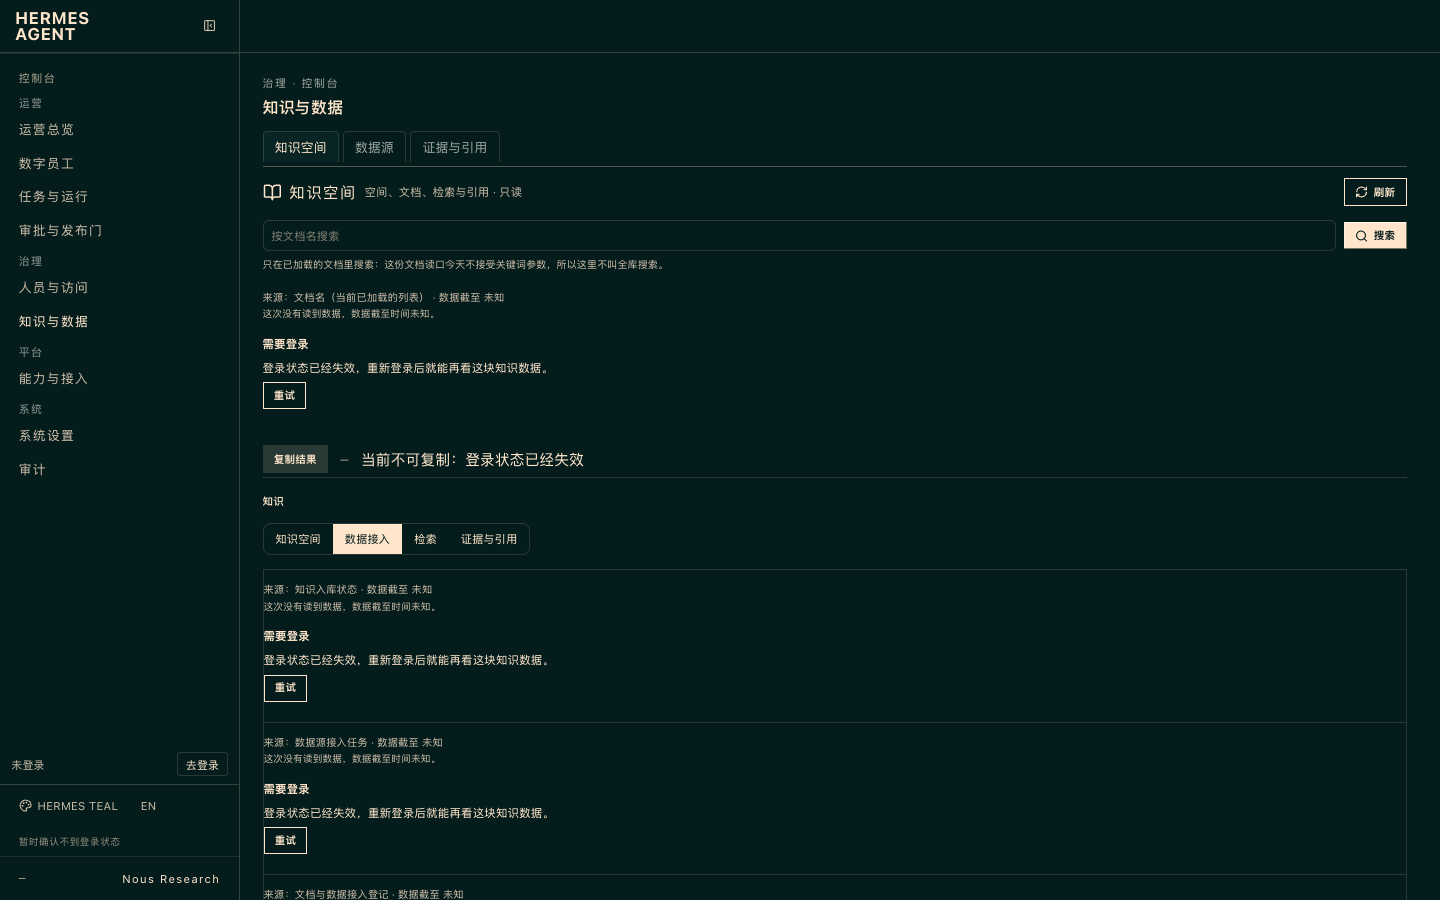 HERMES
AGENT
控制台
运营
运营总览
数字员工
任务与运行
审批与发布门
治理
人员与访问
知识与数据
平台
能力与接入
系统
系统设置
审计
未登录
去登录
HERMES TEAL
EN
暂时确认不到登录状态
—
Nous Research
治理 · 控制台
知识与数据
知识空间
数据源
证据与引用
知识空间
空间、文档、检索与引用 · 只读
刷新
按文档名搜索
搜索
只在已加载的文档里搜索：这份文档读口今天不接受关键词参数，所以这里不叫全库搜索。
来源：文档名（当前已加载的列表） · 数据截至 未知
这次没有读到数据，数据截至时间未知。
需要登录
登录状态已经失效，重新登录后就能再看这块知识数据。
重试
复制结果
— 当前不可复制：登录状态已经失效
知识
知识空间
数据接入
检索
证据与引用
来源：知识入库状态 · 数据截至 未知
这次没有读到数据，数据截至时间未知。
需要登录
登录状态已经失效，重新登录后就能再看这块知识数据。
重试
来源：数据源接入任务 · 数据截至 未知
这次没有读到数据，数据截至时间未知。
需要登录
登录状态已经失效，重新登录后就能再看这块知识数据。
重试
来源：文档与数据接入登记 · 数据截至 未知